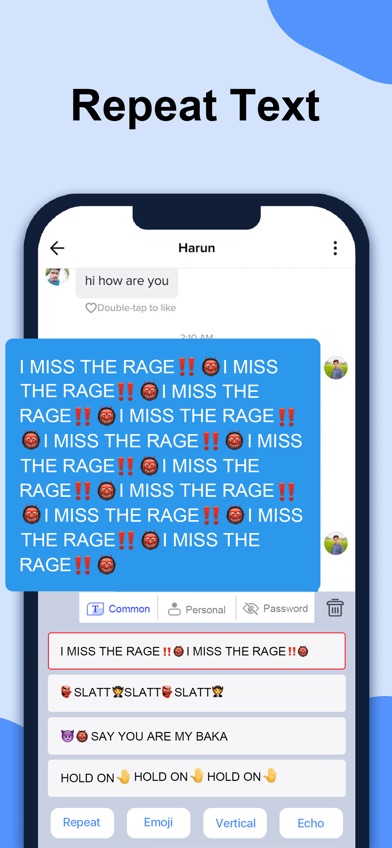 Repeat Text
Harun
hi how are you
Double-tap to like
2:10 AM
I MISS THE RAGE‼️👹I MISS
THE RAGE‼️👹I MISS THE
RAGE‼️👹I MISS THE RAGE‼️
👹I MISS THE RAGE‼️👹I MISS
THE RAGE‼️👹I MISS THE
RAGE‼️👹I MISS THE RAGE‼️
👹I MISS THE RAGE‼️👹I MISS
THE RAGE‼️👹I MISS THE
RAGE‼️👹
Common
Personal
Password
I MISS THE RAGE‼️👹I MISS THE RAGE‼️👹
👺SLATT🧛SLATT👺SLATT🧛
😈👹SAY YOU ARE MY BAKA
HOLD ON🤚HOLD ON🤚HOLD ON🤚
Repeat
Emoji
Vertical
Echo